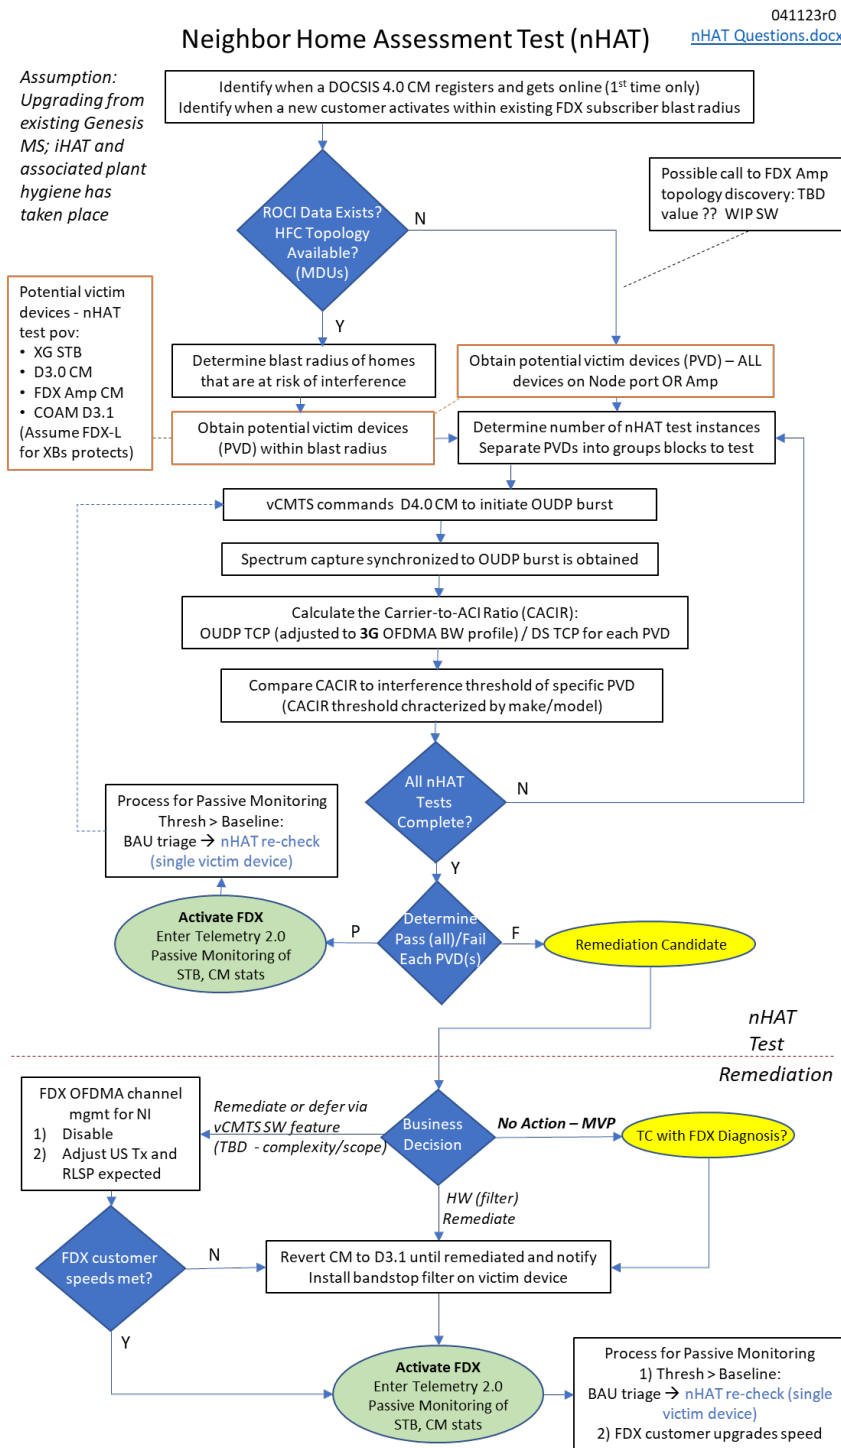 041123r0
Neighbor Home Assessment Test (nHAT)
nHAT Questions.docx
Assumption:
Upgrading from
existing Genesis
MS; iHAT and
associated plant
hygiene has
taken place
Identify when a DOCSIS 4.0 CM registers and gets online (1st time only)
Identify when a new customer activates within existing FDX subscriber blast radius
Possible call to FDX Amp
topology discovery: TBD
value ?? WIP SW
ROCI Data Exists?
HFC Topology
Available?
(MDUs)
N
Y
Potential victim
devices - nHAT
test pov:
• XG STB
• D3.0 CM
• FDX Amp CM
• COAM D3.1
(Assume FDX-L
for XBs protects)
Determine blast radius of homes
that are at risk of interference
Obtain potential victim devices (PVD) – ALL
devices on Node port OR Amp
Obtain potential victim devices
(PVD) within blast radius
Determine number of nHAT test instances
Separate PVDs into groups blocks to test
vCMTS commands D4.0 CM to initiate OUDP burst
Spectrum capture synchronized to OUDP burst is obtained
Calculate the Carrier-to-ACI Ratio (CACIR):
OUDP TCP (adjusted to 3G OFDMA BW profile) / DS TCP for each PVD
Compare CACIR to interference threshold of specific PVD
(CACIR threshold chracterized by make/model)
All nHAT
Tests
Complete?
N
Y
Process for Passive Monitoring
Thresh > Baseline:
BAU triage → nHAT re-check
(single victim device)
Activate FDX
Enter Telemetry 2.0
Passive Monitoring of
STB, CM stats
P
Determine
Pass (all)/Fail
Each PVD(s)
F
Remediation Candidate
nHAT
Test
Remediation
FDX OFDMA channel
mgmt for NI
1) Disable
2) Adjust US Tx and
RLSP expected
Remediate or defer via
vCMTS SW feature
(TBD - complexity/scope)
Business
Decision
No Action – MVP
TC with FDX Diagnosis?
HW (filter)
Remediate
FDX customer
speeds met?
N
Y
Revert CM to D3.1 until remediated and notify
Install bandstop filter on victim device
Activate FDX
Enter Telemetry 2.0
Passive Monitoring of
STB, CM stats
Process for Passive Monitoring
1) Thresh > Baseline:
BAU triage → nHAT re-check (single
victim device)
2) FDX customer upgrades speed